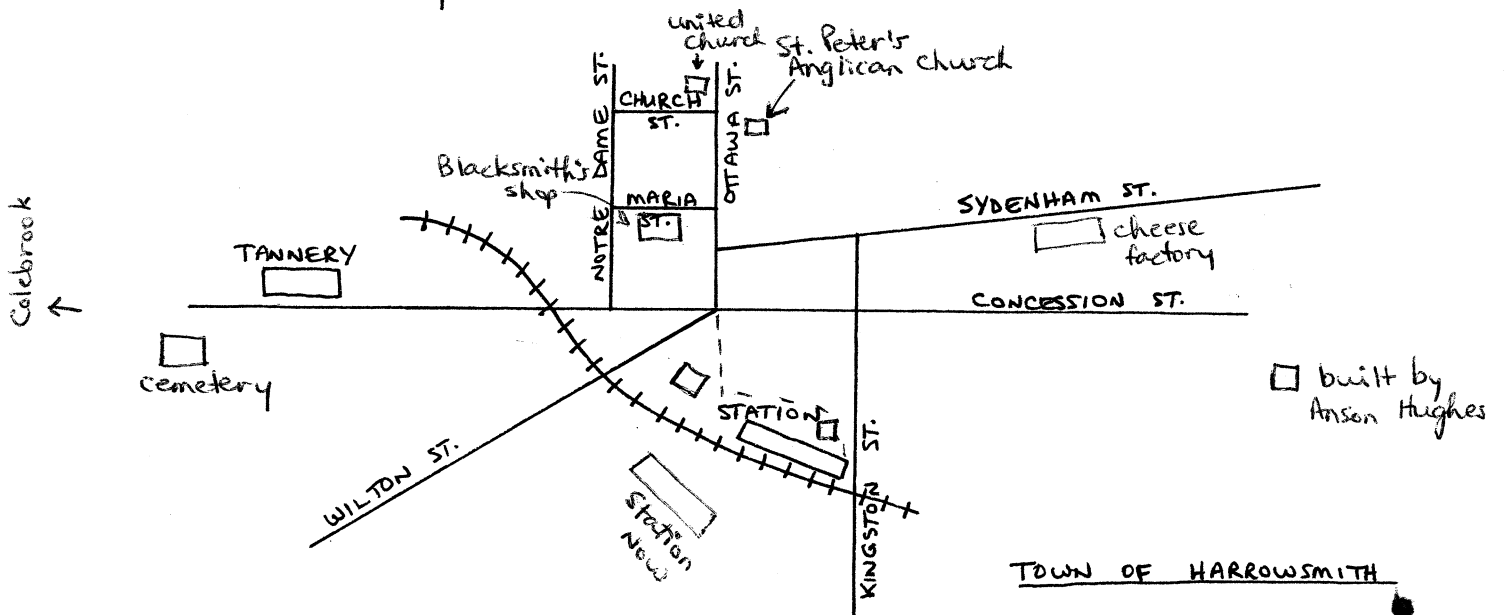 united
church
St. Peter's
Anglican church
NOTRE DAME ST.
CHURCH
ST.
OTTAWA ST.
Blacksmith's
shop
MARIA
ST.
SYDENHAM ST.
cheese
factory
Colebrook
TANNERY
CONCESSION ST.
cemetery
built by
Anson Hughes
STATION
WILTON ST.
Station
Now
KINGSTON ST.
TOWN OF HARROWSMITH